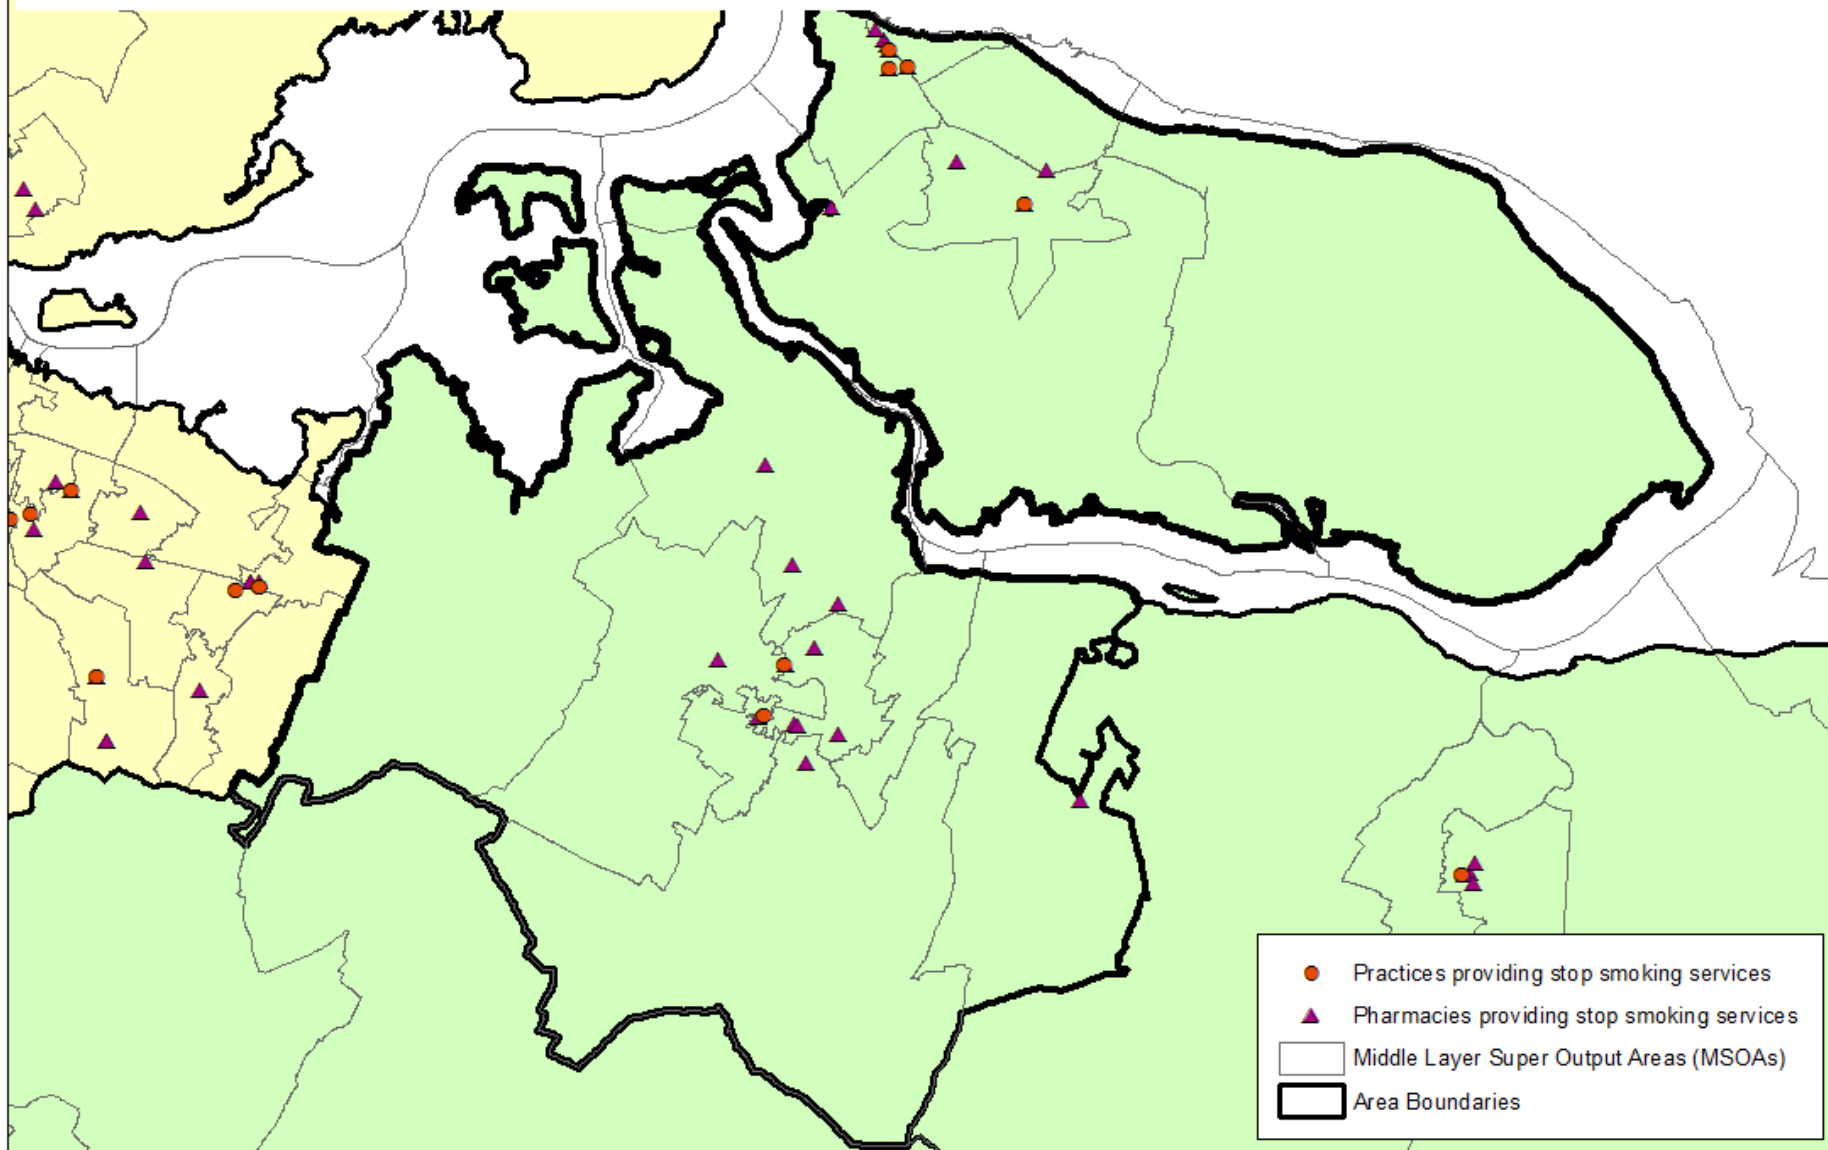 Practices providing stop smoking services
Pharmacies providing stop smoking services
Middle Layer Super Output Areas (MSOAs)
Area Boundaries